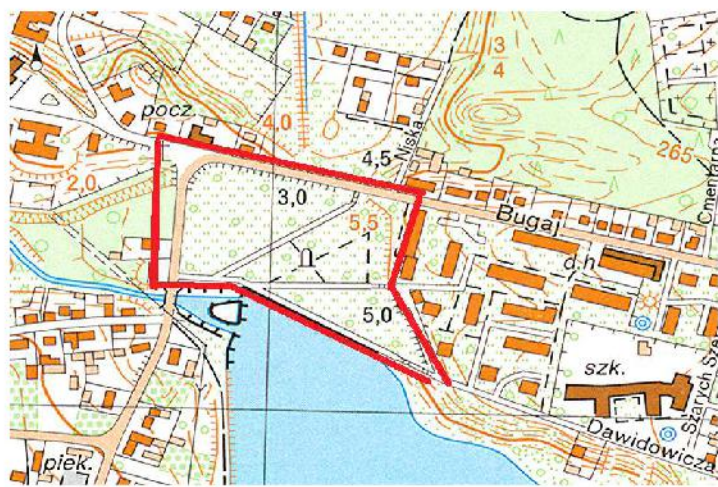 3
4
pocz.
4,0
4,5
Niska
265
Cmentarna
2,0
3,0
5,5
Bugaj
d.h.
5,0
szk.
Szarych Sze
Dawidowicza
piek.